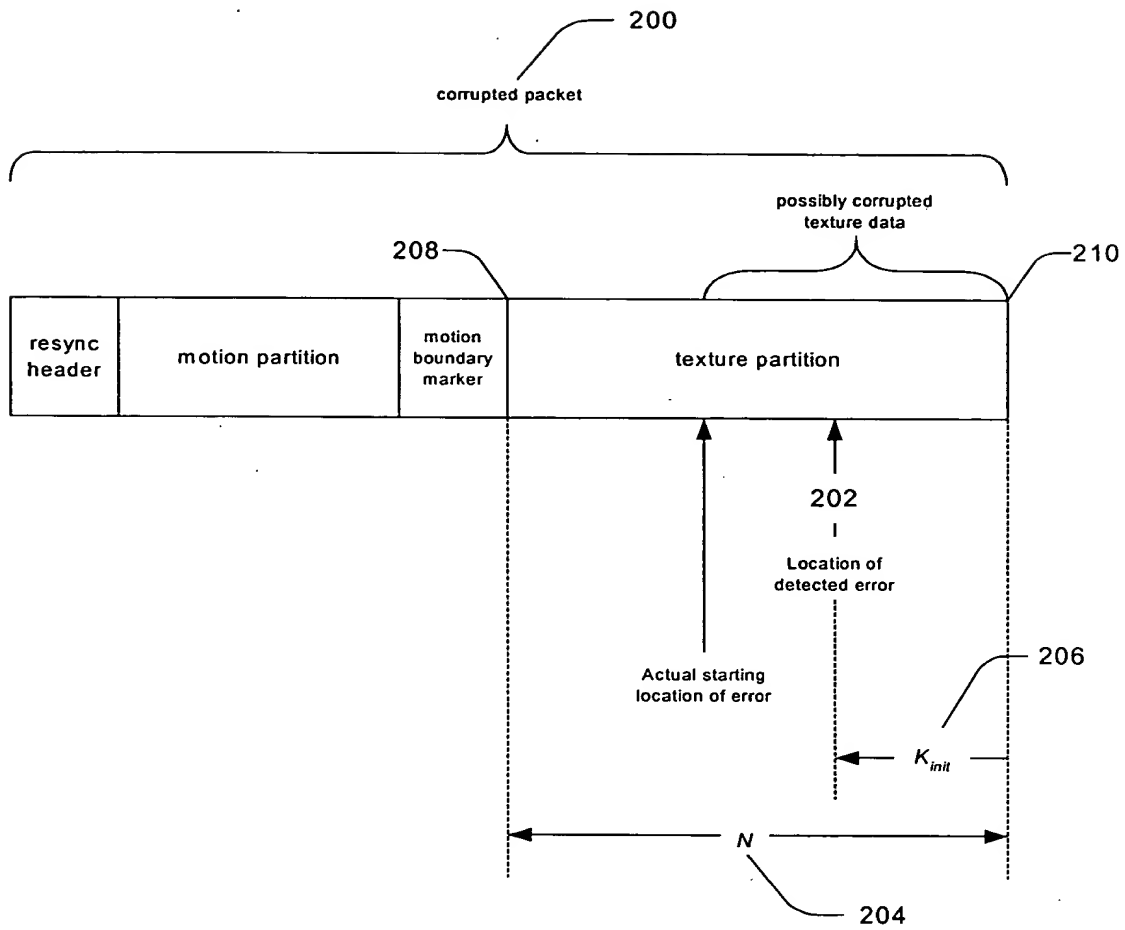 200
corrupted packet
possibly corrupted
texture data
208
210
resync
header
motion partition
motion
boundary
marker
texture partition
202
Location of
detected error
Actual starting
location of error
206
Kinit
N
204